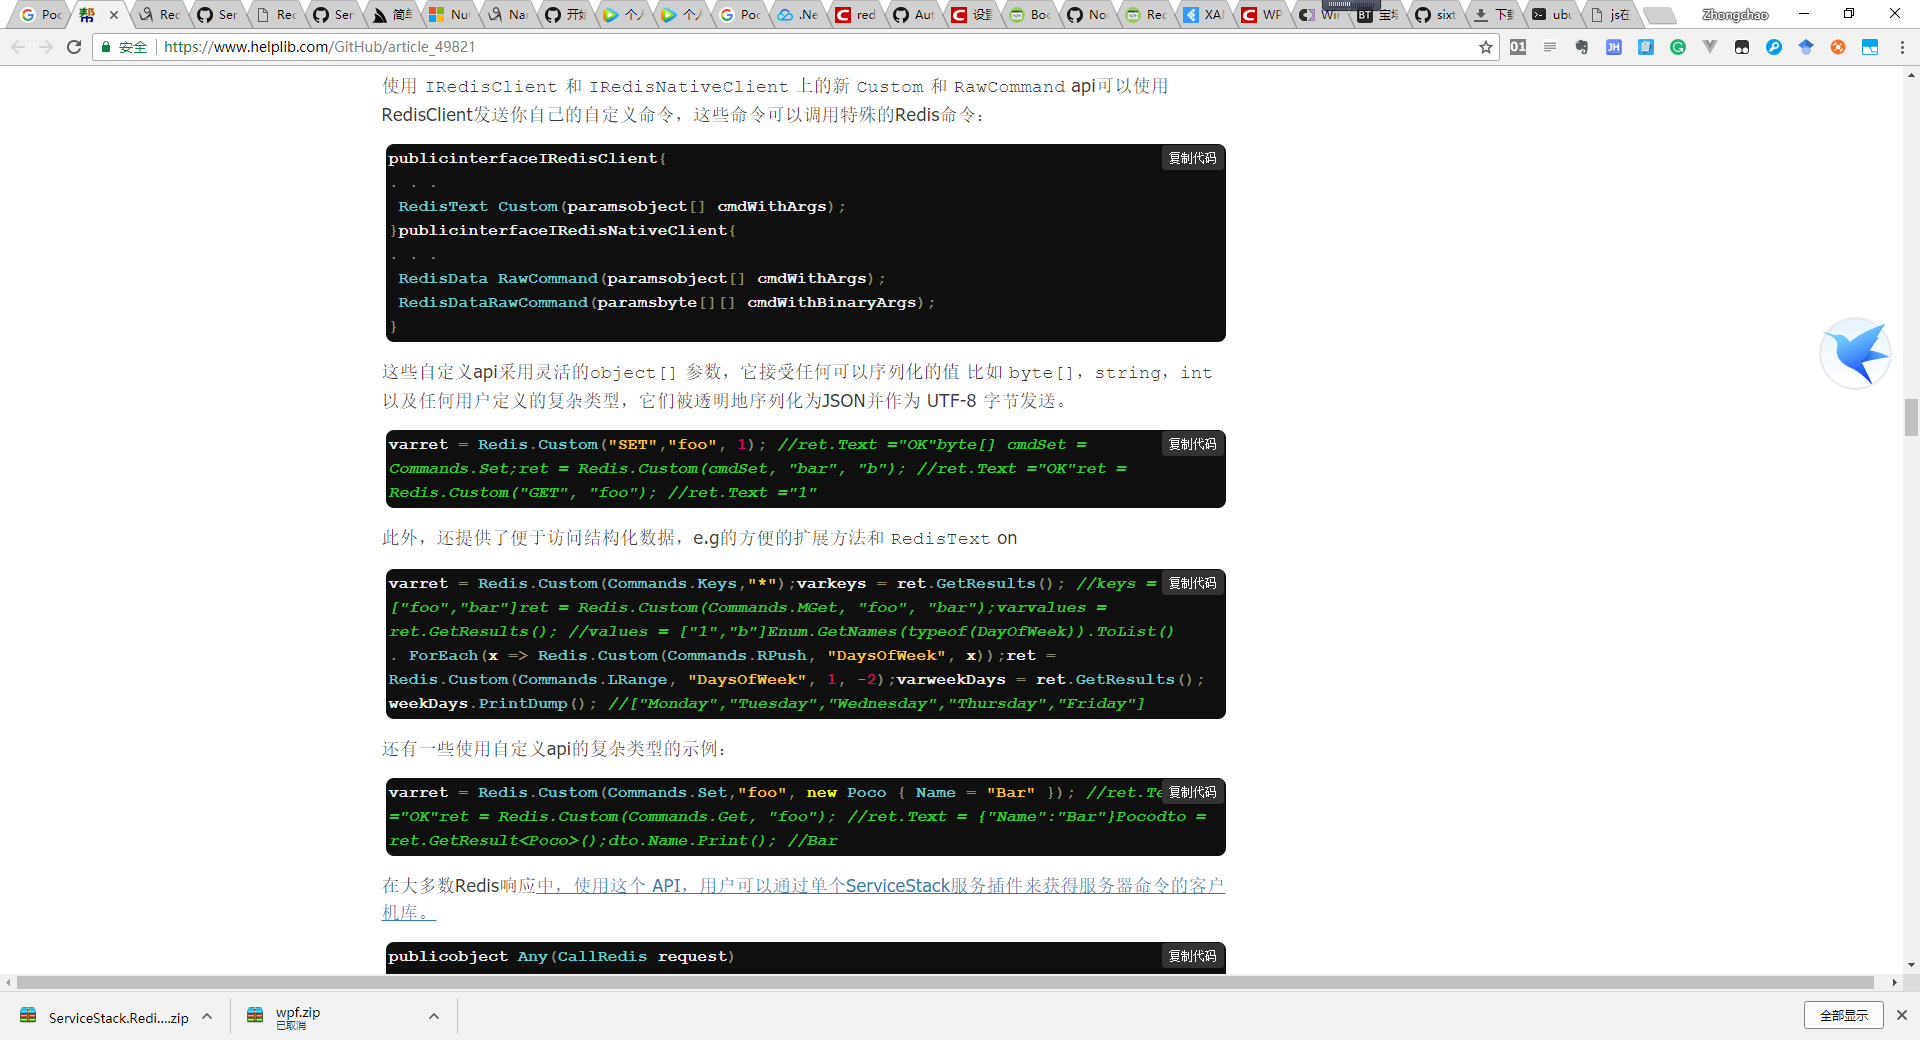 Poc
帮
Rec
Ser
Rec
Ser
简单
Nu
Nar
开始
个人
个人
Poc
.Ne
red
Aut
设置
Boc
Noc
Rec
XAI
WP
Wir
宝塔
sixt
下载
ubu
js在
Zhongchao
安全
https://www.helplib.com/GitHub/article_49821
使用 IRedisClient 和 IRedisNativeClient 上的新 Custom 和 RawCommand api可以使用
RedisClient发送你自己的自定义命令，这些命令可以调用特殊的Redis命令：
publicinterfaceIRedisClient{
复制代码
. . .
RedisText Custom(paramsobject[] cmdWithArgs);
}publicinterfaceIRedisNativeClient{
. . .
RedisData RawCommand(paramsobject[] cmdWithArgs);
RedisDataRawCommand(paramsbyte[][] cmdWithBinaryArgs);
}
这些自定义api采用灵活的object[] 参数，它接受任何可以序列化的值 比如 byte[]，string，int
以及任何用户定义的复杂类型，它们被透明地序列化为JSON并作为 UTF-8 字节发送。
varret = Redis.Custom("SET","foo", 1); //ret.Text ="OK"byte[] cmdSet =
复制代码
Commands.Set;ret = Redis.Custom(cmdSet, "bar", "b"); //ret.Text ="OK"ret =
Redis.Custom("GET", "foo"); //ret.Text ="1"
此外，还提供了便于访问结构化数据，e.g的方便的扩展方法和 RedisText on
varret = Redis.Custom(Commands.Keys,"*");varkeys = ret.GetResults(); //keys =
复制代码
["foo","bar"]ret = Redis.Custom(Commands.MGet, "foo", "bar");varvalues =
ret.GetResults(); //values = ["1","b"]Enum.GetNames(typeof(DayOfWeek)).ToList()
. ForEach(x => Redis.Custom(Commands.RPush, "DaysOfWeek", x));ret =
Redis.Custom(Commands.LRange, "DaysOfWeek", 1, -2);varweekDays = ret.GetResults();
weekDays.PrintDump(); //["Monday","Tuesday","Wednesday","Thursday","Friday"]
还有一些使用自定义api的复杂类型的示例：
varret = Redis.Custom(Commands.Set,"foo", new Poco { Name = "Bar" }); //ret.Te
复制代码
="OK"ret = Redis.Custom(Commands.Get, "foo"); //ret.Text = {"Name":"Bar"}Pocodto =
ret.GetResult<Poco>();dto.Name.Print(); //Bar
在大多数Redis响应中，使用这个 API，用户可以通过单个ServiceStack服务插件来获得服务器命令的客户
机库。
publicobject Any(CallRedis request)
复制代码
ServiceStack.Redi....zip
wpf.zip
已取消
全部显示